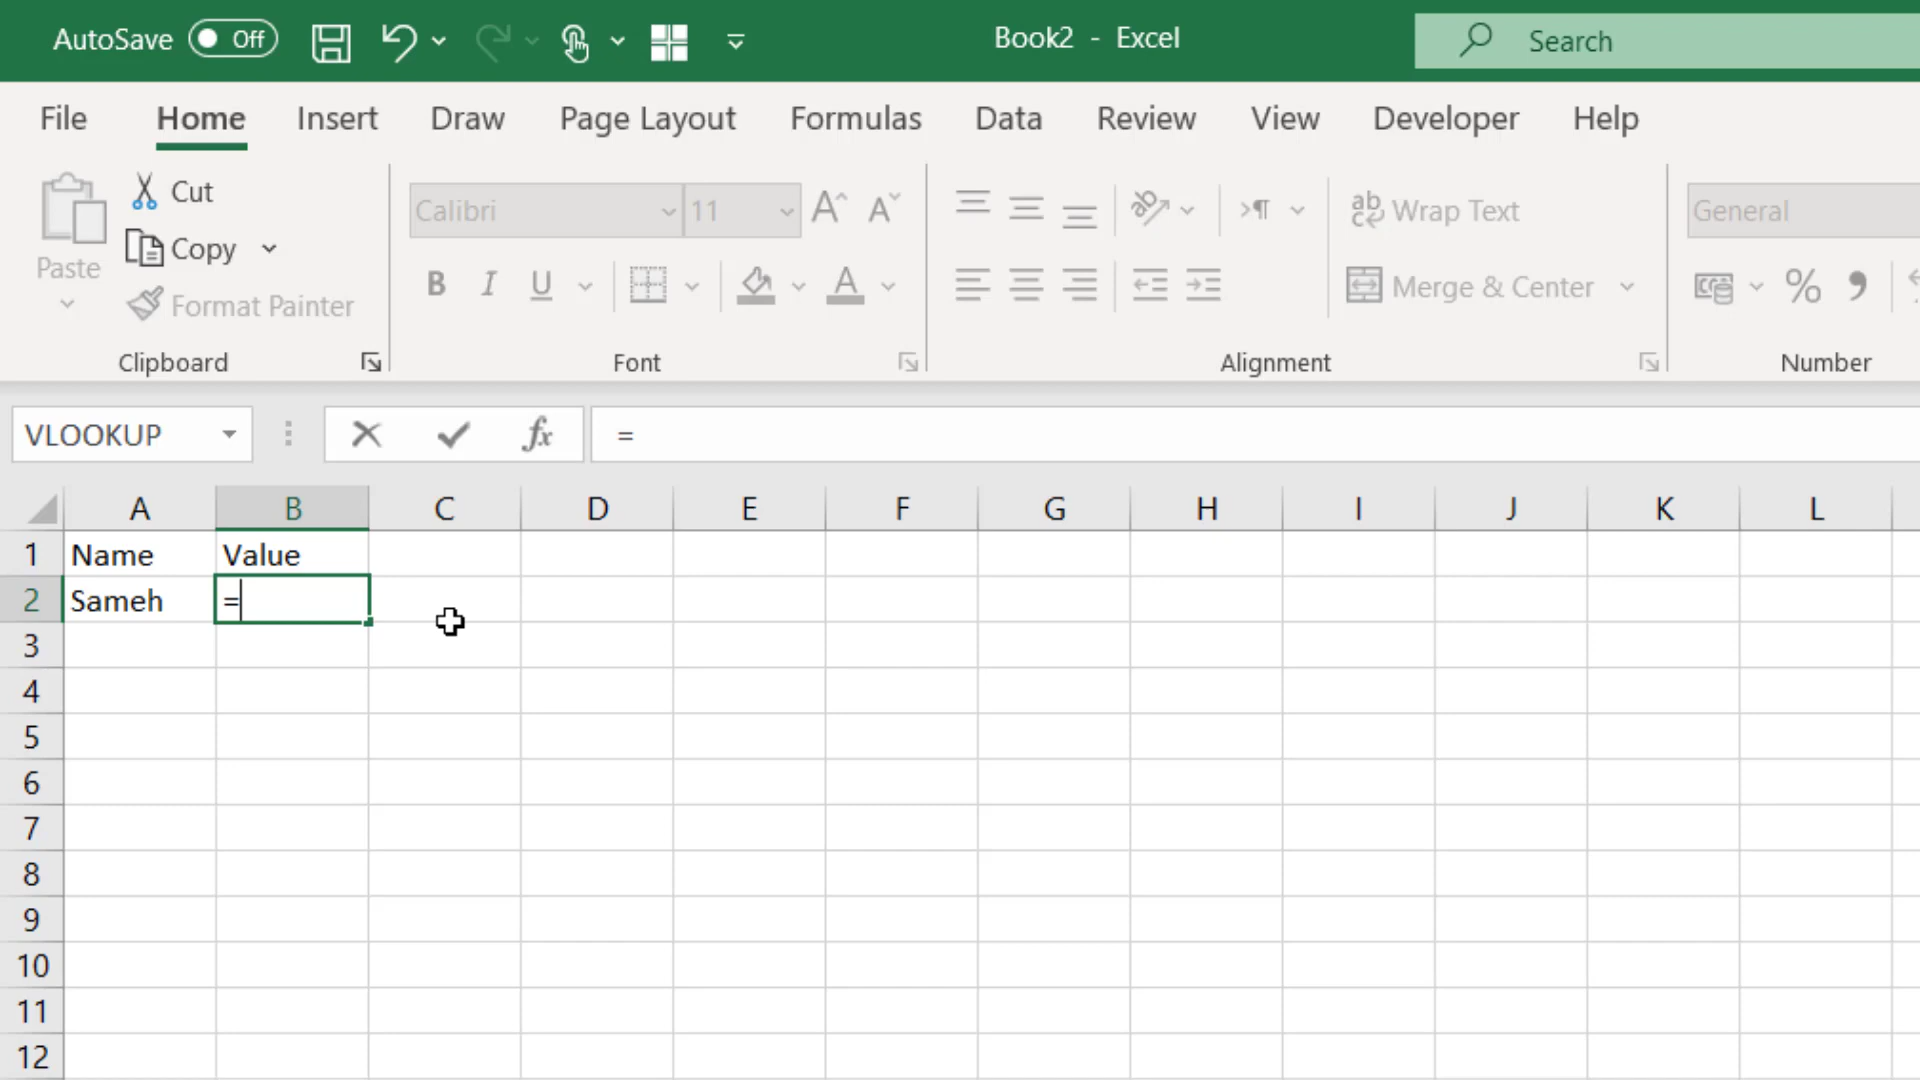 AutoSave Off Book2 - Excel Search
File Home Insert Draw Page Layout Formulas Data Review View Developer Help
Paste
Cut
Copy
Format Painter
Clipboard
Calibri 11
A A
B I U A
Font
ab Wrap Text
Merge & Center
Alignment
General
% ,
Number
VLOOKUP fx =
A B C D E F G H I J K L
1 Name Value
2 Sameh =
3
4
5
6
7
8
9
10
11
12